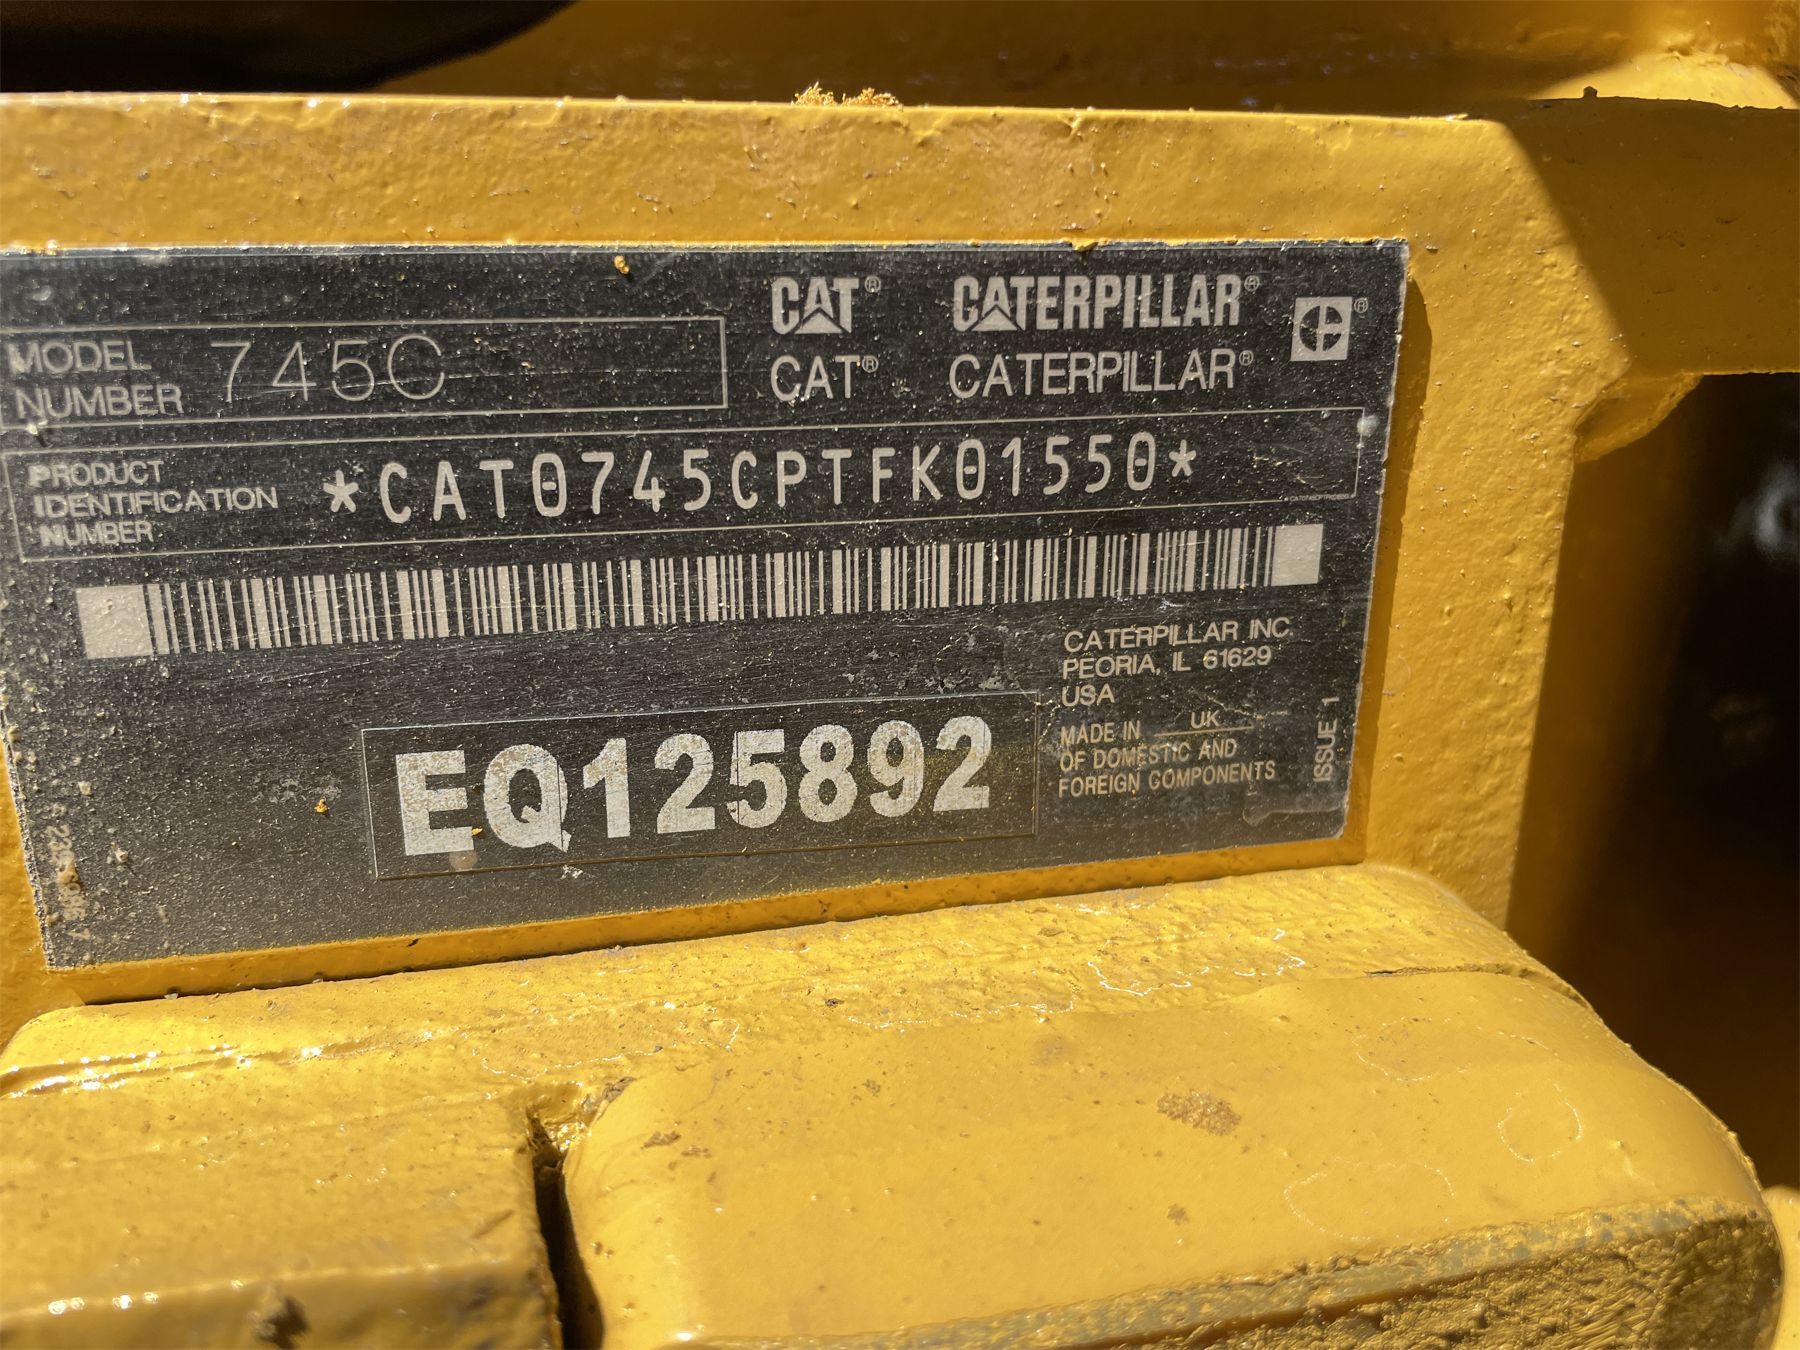 CAT® CATERPILLAR®
CAT® CATERPILLAR®
MODEL NUMBER 745C
PRODUCT IDENTIFICATION NUMBER *CAT0745CPTFK01550*
CATERPILLAR INC.
PEORIA, IL 61629
USA
MADE IN UK
OF DOMESTIC AND
FOREIGN COMPONENTS
ISSUE 1
EQ125892